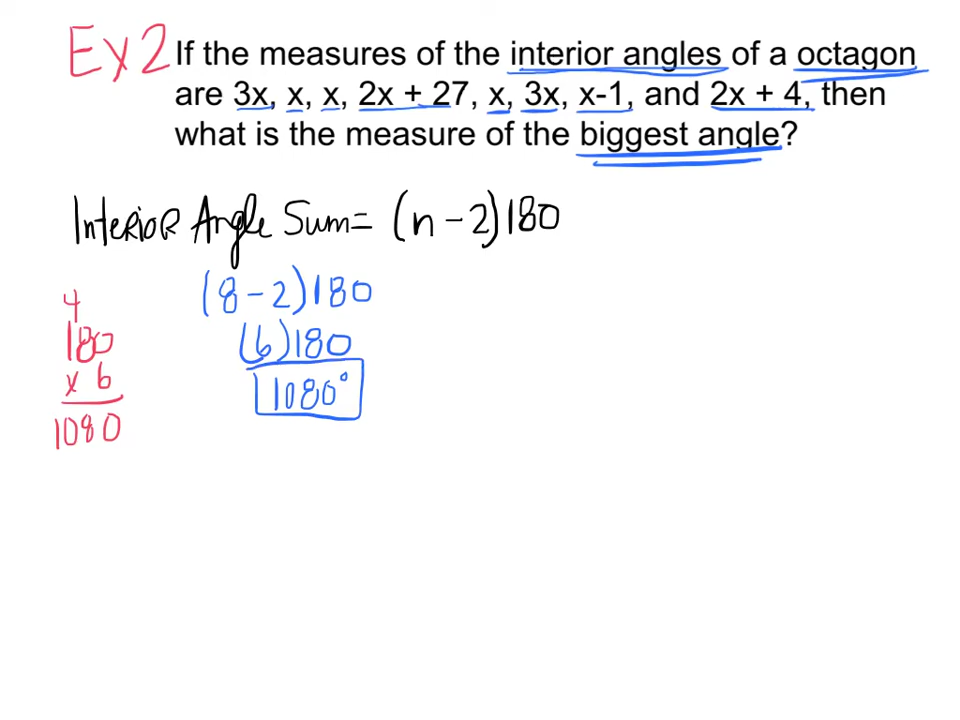 Ex 2 If the measures of the interior angles of a octagon
are 3x, x, x, 2x + 27, x, 3x, x-1, and 2x + 4, then
what is the measure of the biggest angle?
Interior Angle Sum = (n - 2)180
(8 - 2)180
(6)180
1080°
4
180
x 6
1080